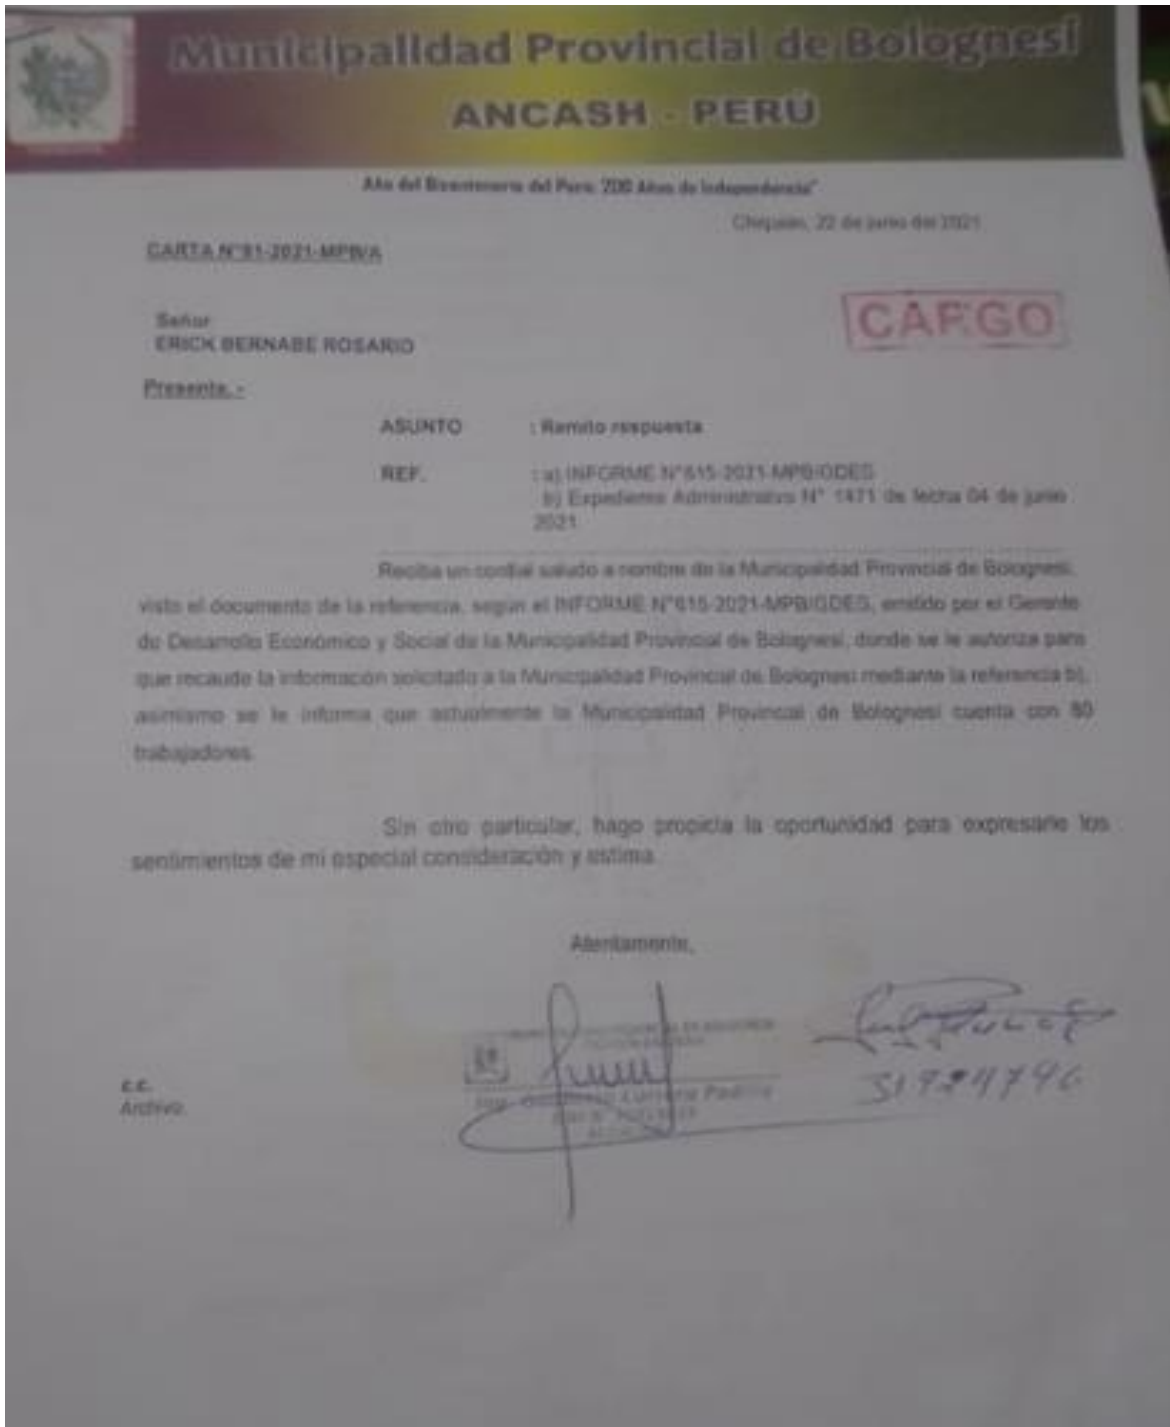 Municipalidad Provincial de Bolognesi
ANCASH - PERÚ
Año del Bicentenario del Perú: 200 Años de Independencia"
Chiquián, 22 de junio del 2021
CARTA N°91-2021-MPB/A
CARGO
Señor
ERICK BERNABE ROSARIO
Presente. -
ASUNTO : Remito respuesta
REF. : a) INFORME N°615-2021-MPB/GDES
b) Expediente Administrativo N° 1471 de fecha 04 de junio
2021
Reciba un cordial saludo a nombre de la Municipalidad Provincial de Bolognesi,
visto el documento de la referencia, según el INFORME N°615-2021-MPB/GDES, emitido por el Gerente
de Desarrollo Económico y Social de la Municipalidad Provincial de Bolognesi, donde se le autoriza para
que recaude la información solicitado a la Municipalidad Provincial de Bolognesi mediante la referencia b),
asimismo se le informa que actualmente la Municipalidad Provincial de Bolognesi cuenta con 80
trabajadores.
Sin otro particular, hago propicia la oportunidad para expresarle los
sentimientos de mi especial consideración y estima.
Atentamente,
Padilla
c.c.
Archivo.